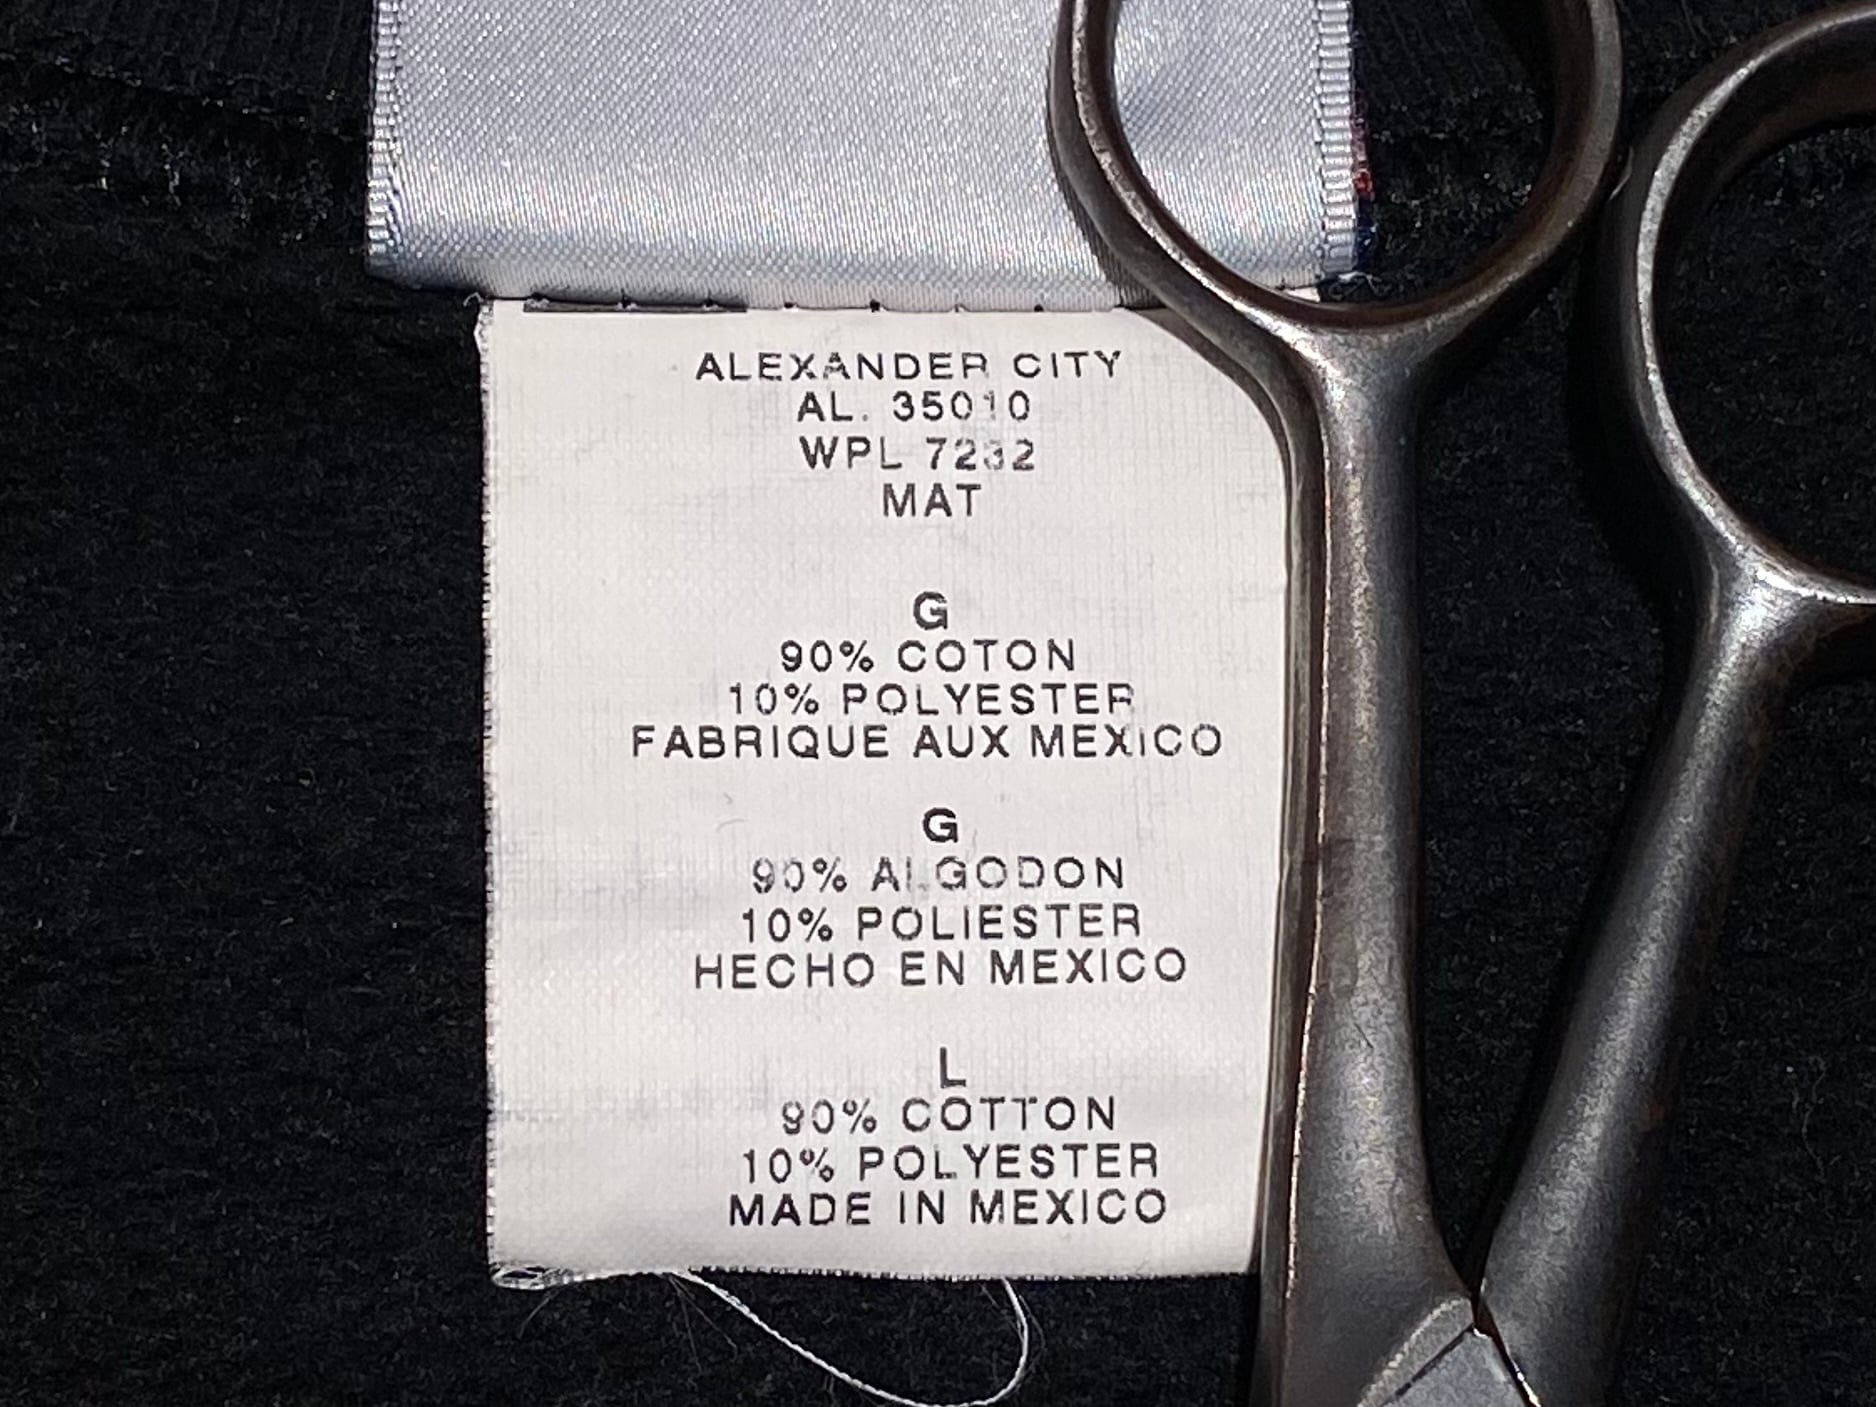 ALEXANDER CITY
AL. 35010
WPL 7232
MAT
G
90% COTON
10% POLYESTER
FABRIQUE AUX MEXICO
G
90% ALGODON
10% POLIESTER
HECHO EN MEXICO
L
90% COTTON
10% POLYESTER
MADE IN MEXICO